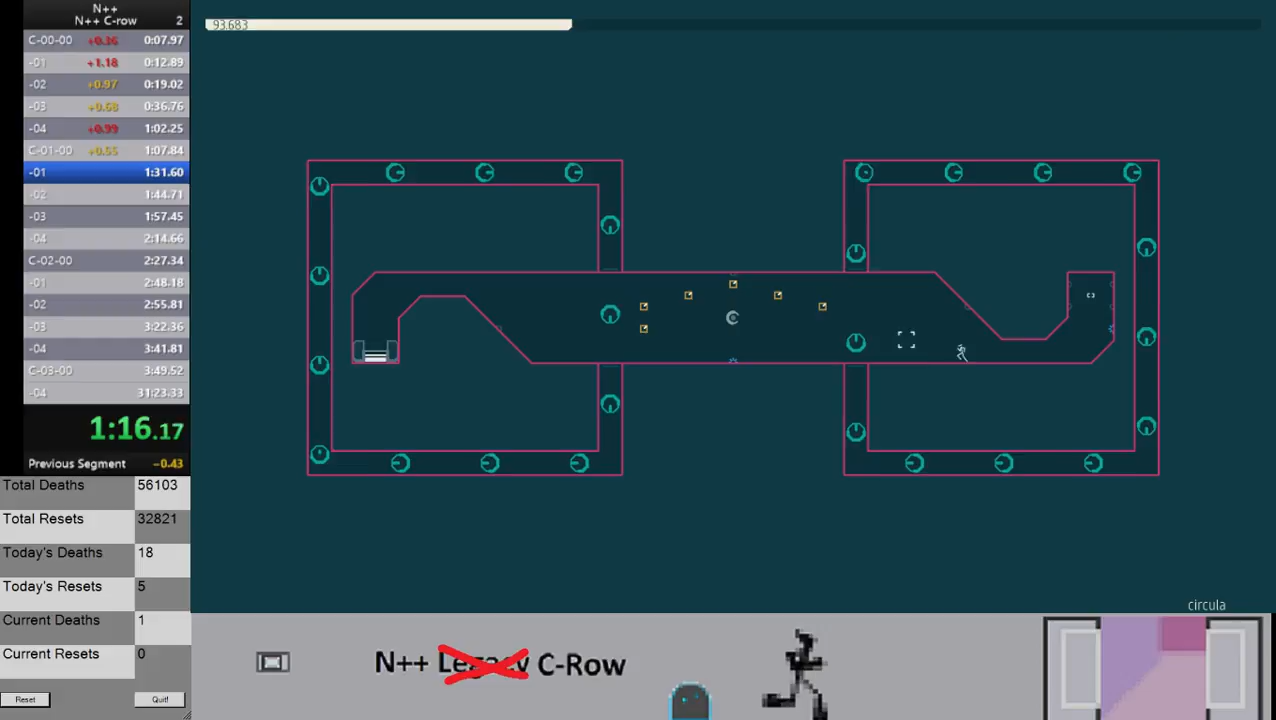 N++
N++ C-row 2
C-00-00 +0.36 0:07.97
-01 +1.18 0:12.89
-02 +0.97 0:19.02
-03 +0.68 0:36.76
-04 +0.99 1:02.25
C-01-00 +0.55 1:07.84
-01 1:31.60
-02 1:44.71
-03 1:57.45
-04 2:14.66
C-02-00 2:27.34
-01 2:48.18
-02 2:55.81
-03 3:22.36
-04 3:41.81
C-03-00 3:49.52
-04 31:23.33
1:16.17
Previous Segment -0.43
Total Deaths 56103
Total Resets 32821
Today's Deaths 18
Today's Resets 5
Current Deaths 1
Current Resets 0
Reset Quit!
93.683
circula
N++ Legacy C-Row